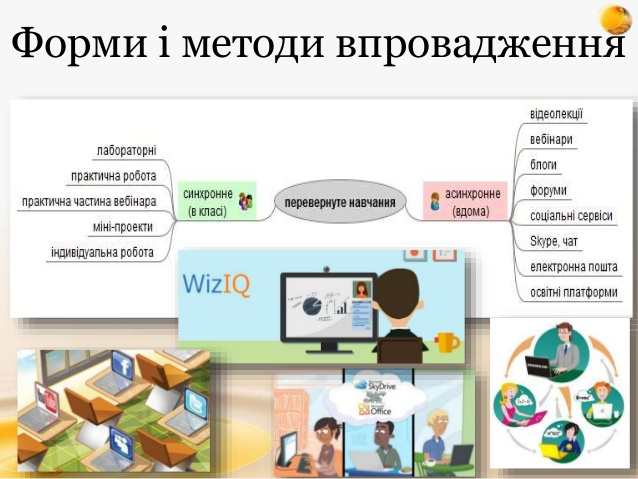 Форми і методи впровадження
лабораторні
практична робота
практична частина вебінара
міні-проекти
індивідуальна робота
синхронне
(в класі)
перевернуте навчання
асинхронне
(вдома)
відеолекції
вебінари
блоги
форуми
соціальні сервіси
Skype, чат
електронна пошта
освітні платформи
WizIQ
SkyDrive
Office